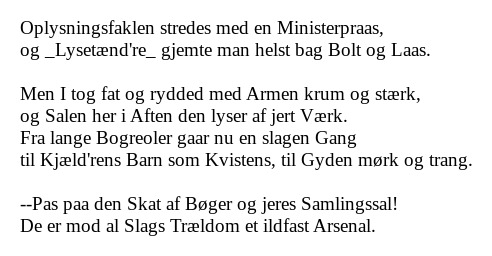 Oplysningsfaklen stredes med en Ministerpraas,
og _Lysetænd're_ gjemte man helst bag Bolt og Laas.

Men I tog fat og rydded med Armen krum og stærk,
og Salen her i Aften den lyser af jert Værk.
Fra lange Bogreoler gaar nu en slagen Gang
til Kjæld'rens Barn som Kvistens, til Gyden mørk og trang.

--Pas paa den Skat af Bøger og jeres Samlingssal!
De er mod al Slags Trældom et ildfast Arsenal.